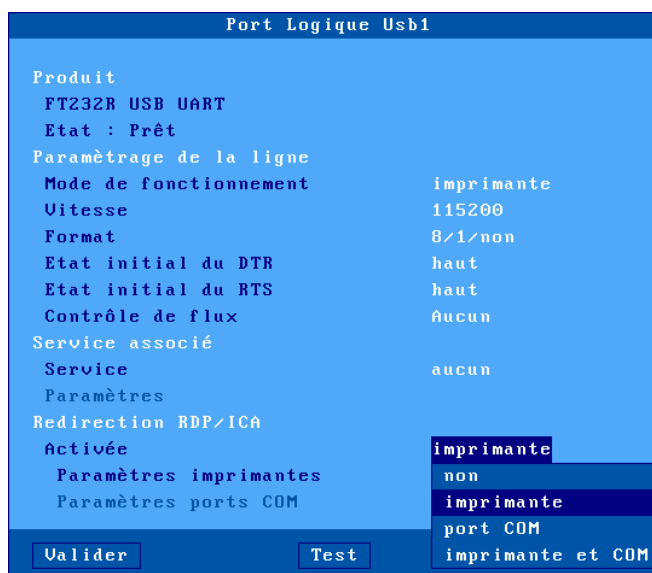 Port Logique Usb1
Produit
FT232R USB UART
Etat : Prêt
Paramètrage de la ligne
Mode de fonctionnement imprimante
Vitesse 115200
Format 8/1/non
Etat initial du DTR haut
Etat initial du RTS haut
Contrôle de flux Aucun
Service associé
Service aucun
Paramètres
Redirection RDP/ICA
Activée imprimante
Paramètres imprimantes non
Paramètres ports COM imprimante
port COM
Valider Test imprimante et COM